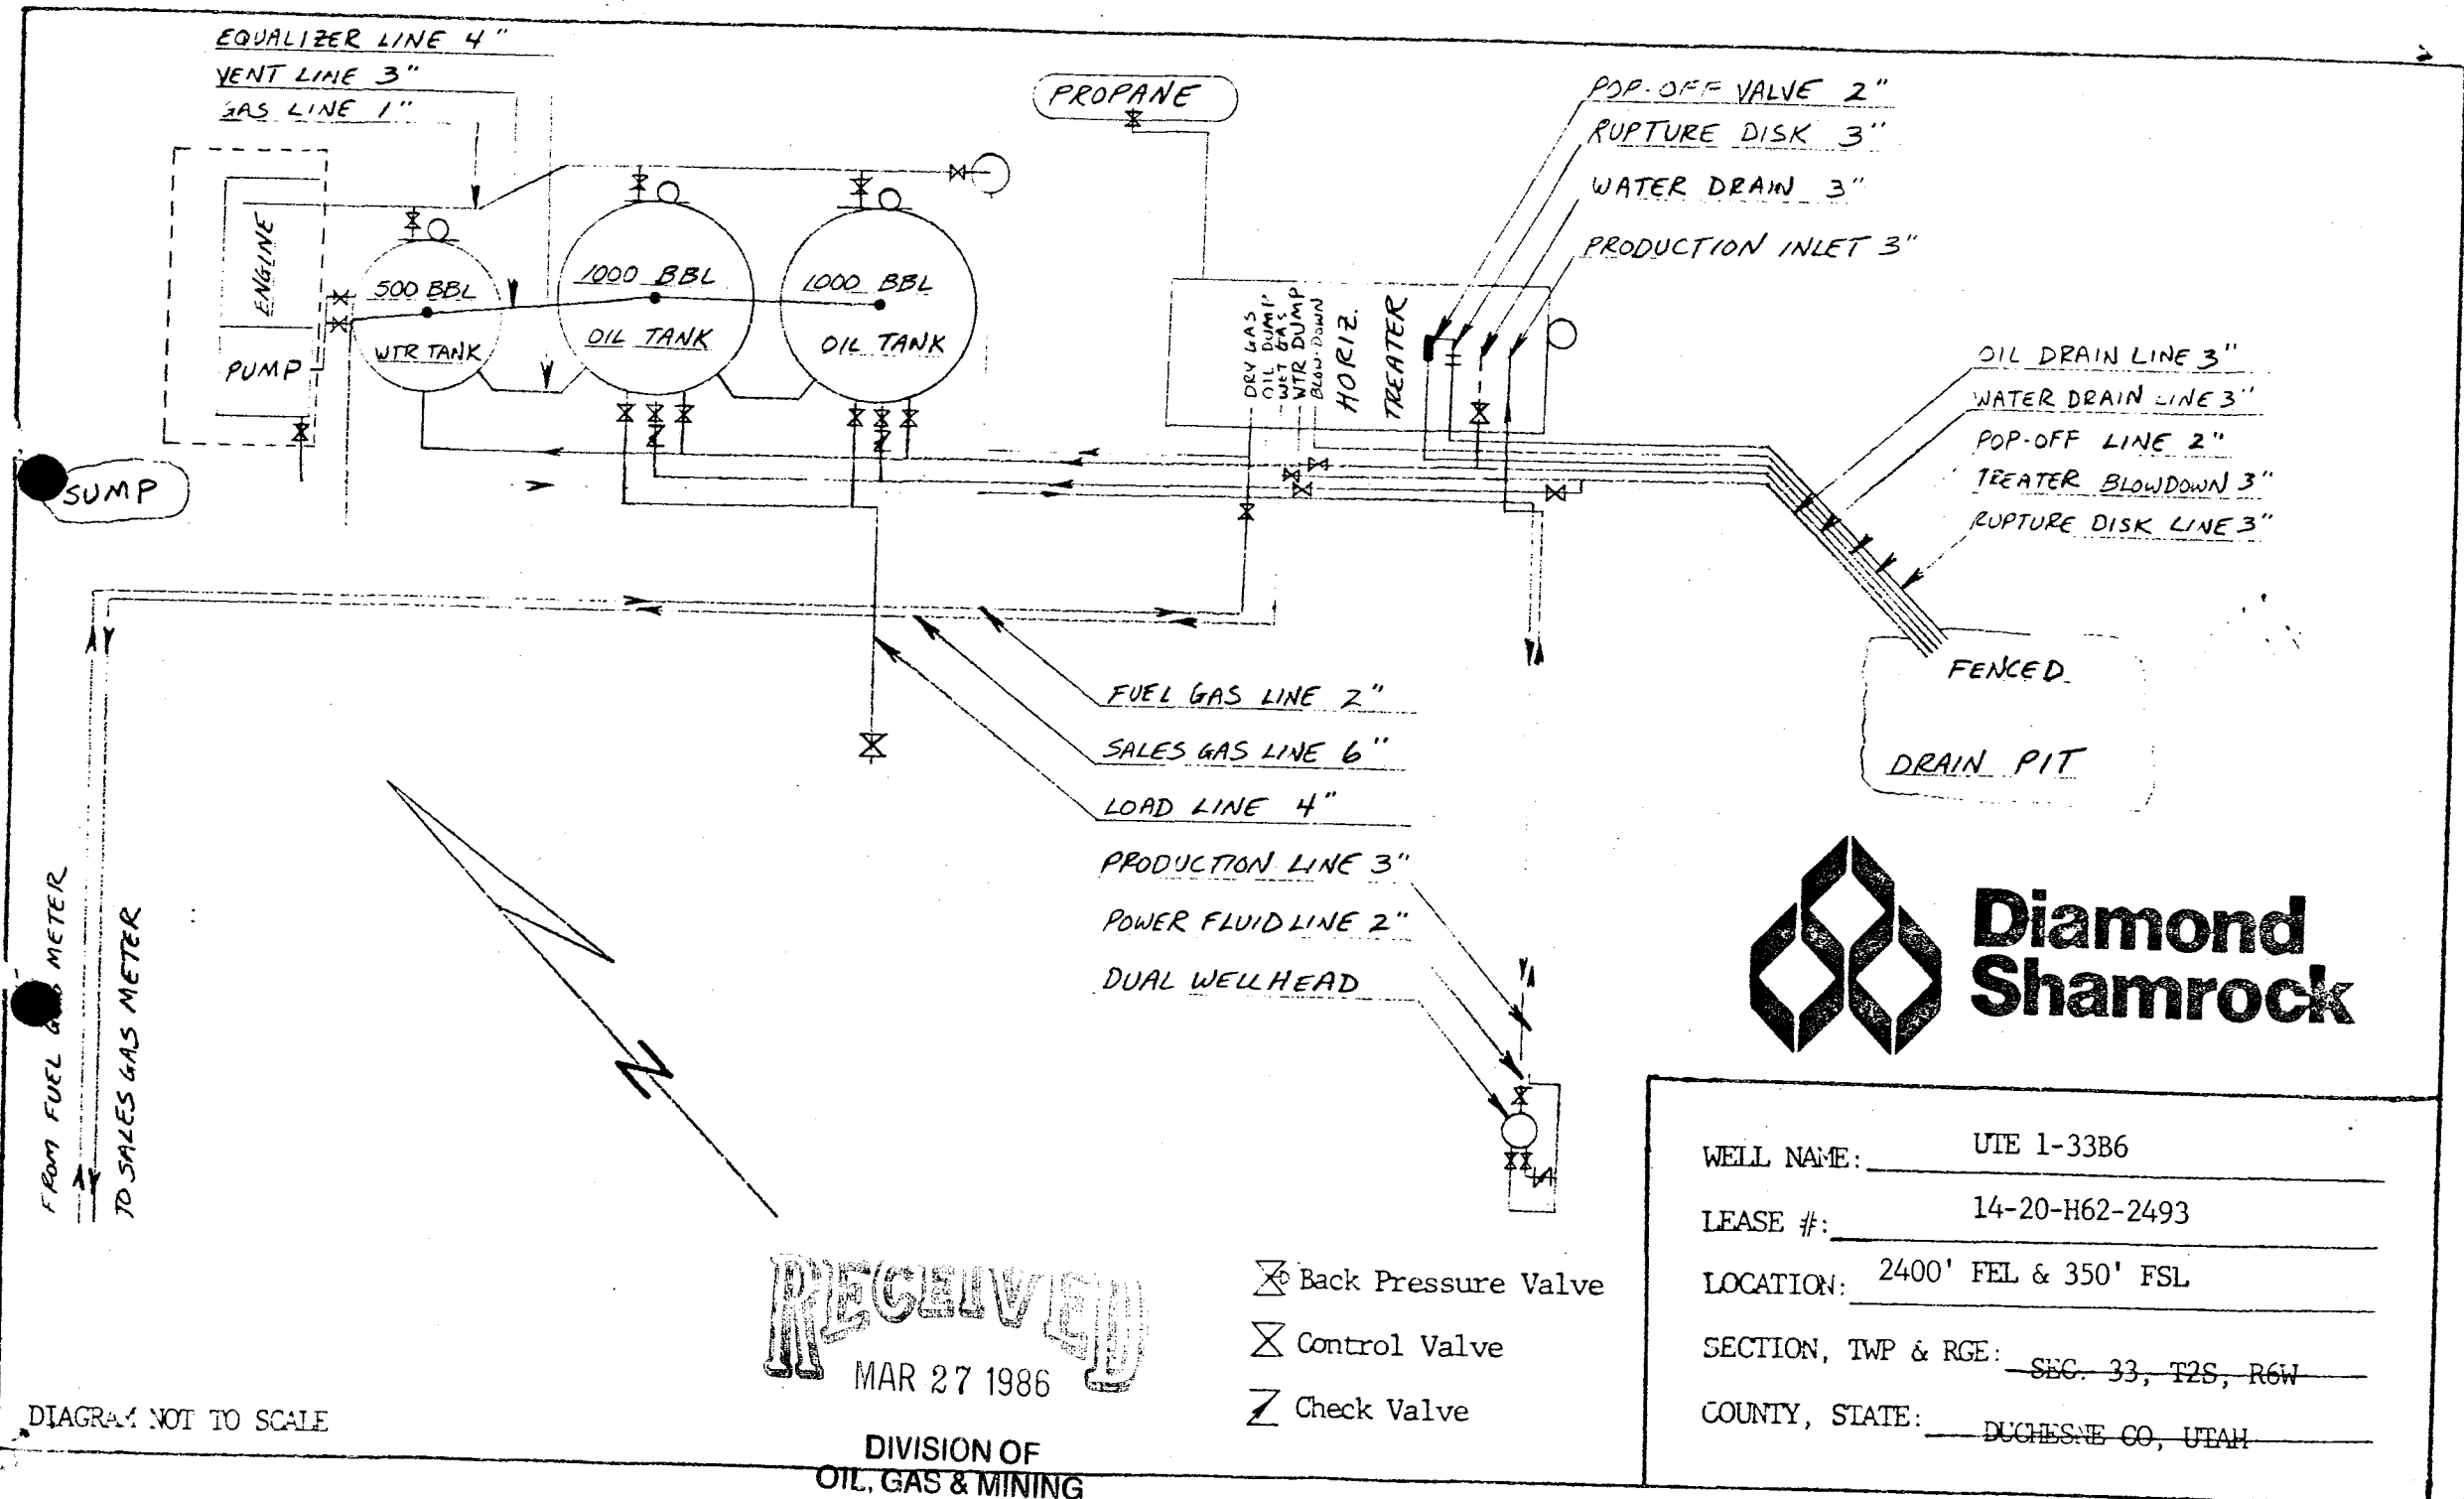 EQUALIZER LINE 4"
VENT LINE 3"
GAS LINE 1"
PROPANE
POP-OFF VALVE 2"
RUPTURE DISK 3"
WATER DRAIN 3"
PRODUCTION INLET 3"
ENGINE
PUMP
500 BBL
WTR TANK
1000 BBL
OIL TANK
1000 BBL
OIL TANK
DRY GAS
OIL DUMP
WET GAS
WTR DUMP
BLOW-DOWN
HORIZ.
TREATER
OIL DRAIN LINE 3"
WATER DRAIN LINE 3"
POP-OFF LINE 2"
TREATER BLOWDOWN 3"
RUPTURE DISK LINE 3"
SUMP
FENCED
DRAIN PIT
FUEL GAS LINE 2"
SALES GAS LINE 6"
LOAD LINE 4"
PRODUCTION LINE 3"
POWER FLUID LINE 2"
DUAL WELLHEAD
FROM FUEL GAS METER
TO SALES GAS METER
N
Diamond
Shamrock
WELL NAME: UTE 1-33B6
LEASE #: 14-20-H62-2493
LOCATION: 2400' FEL & 350' FSL
SECTION, TWP & RGE: SEC. 33, T2S, R6W
COUNTY, STATE: DUCHESNE CO, UTAH
RECEIVED
MAR 27 1986
DIVISION OF
OIL, GAS & MINING
Back Pressure Valve
Control Valve
Check Valve
DIAGRAM NOT TO SCALE